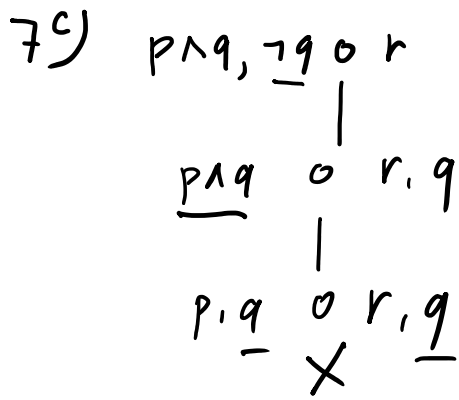 7c) p∧q, ¬q o r
p∧q o r, q
p, q o r, q
X